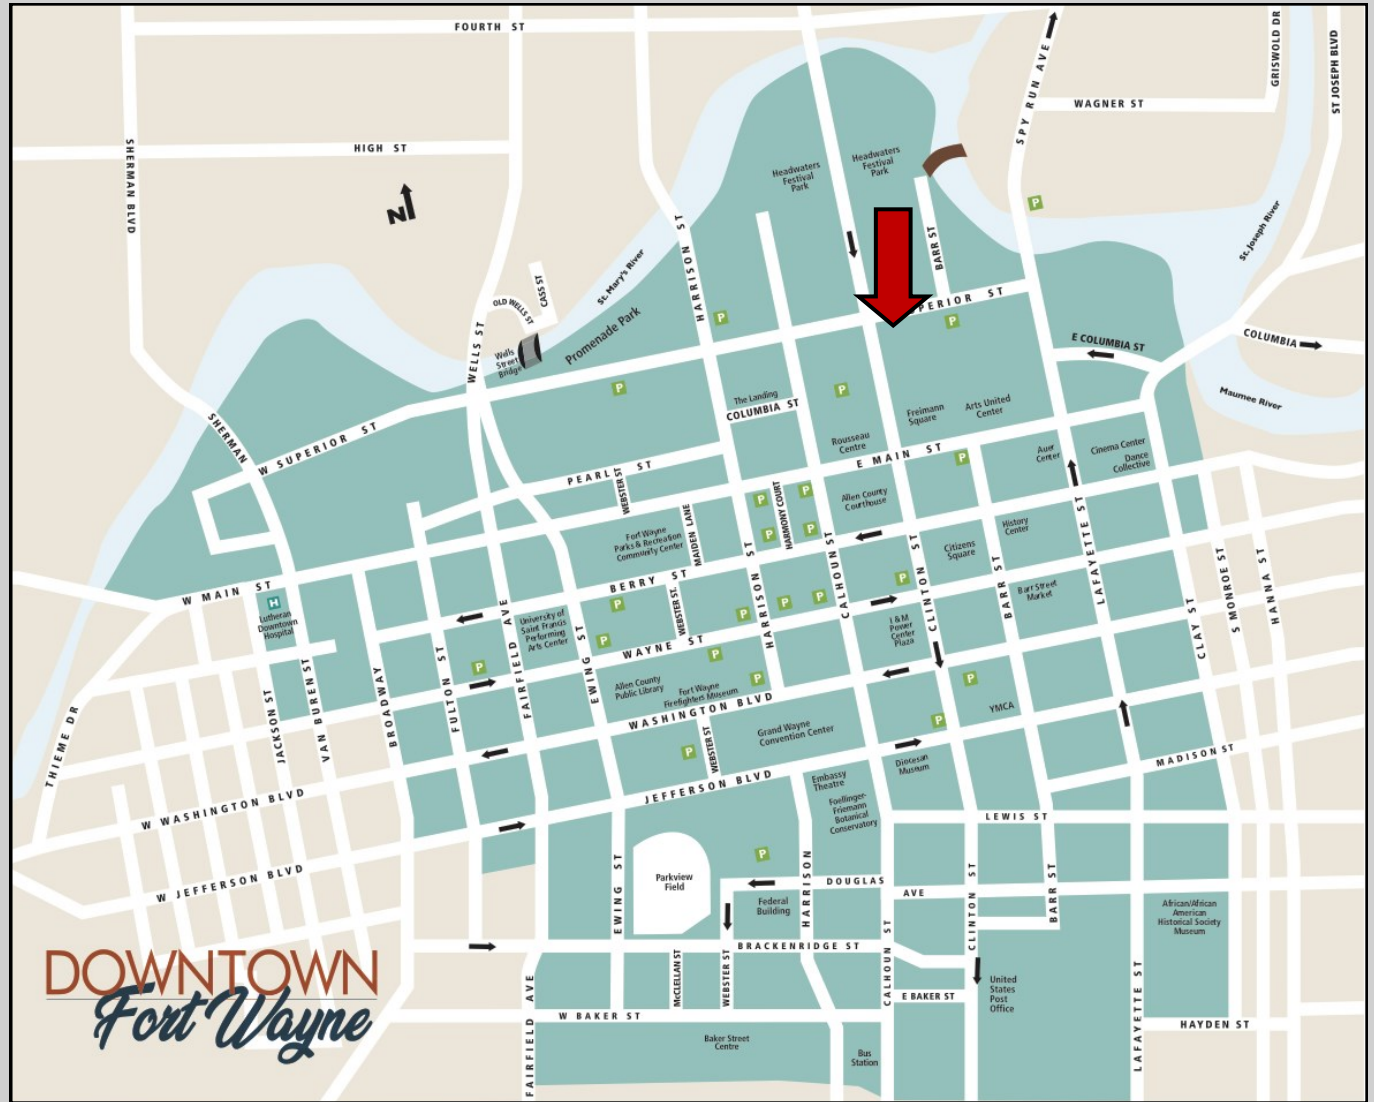 FOURTH ST
GRISWOLD DR
ST JOSEPH BLVD
SPY RUN AVE
WAGNER ST
SHERMAN BLVD
HIGH ST
N
Headwaters
Festival
Park
Headwaters
Festival
Park
P
HARRISON ST
BARR ST
St. Joseph River
St. Mary's River
CASS ST
OLD WELLS ST
PERIOR ST
P
P
Promenade Park
WELLS ST
Wells
Street
Bridge
E COLUMBIA ST
COLUMBIA
Maumee River
P
P
The Landing
COLUMBIA ST
Freimann
Square
Arts United
Center
SHERMAN
W SUPERIOR ST
Rousseau
Centre
E MAIN ST
P
Auer
Center
Cinema Center
Dance
Collective
PEARL ST
WEBSTER ST
P
P
HARMONY COURT
Allen County
Courthouse
MAIDEN LANE
Fort Wayne
Parks & Recreation
Community Center
P
P
History
Center
Citizens
Square
LAFAYETTE ST
W MAIN ST
BERRY ST
HARRISON ST
CALHOUN ST
CLINTON ST
P
BARR ST
Barr Street
Market
S MONROE ST
HANNA ST
CLAY ST
H
Lutheran
Downtown
Hospital
FAIRFIELD AVE
University of
Saint Francis
Performing
Arts Center
P
P
WEBSTER ST
P
P
P
I & M
Power
Center
Plaza
WAYNE ST
P
EWING ST
P
FULTON ST
BROADWAY
VAN BUREN ST
JACKSON ST
THIEME DR
Allen County
Public Library
Fort Wayne
Firefighters Museum
P
P
YMCA
WASHINGTON BLVD
WEBSTER ST
P
Grand Wayne
Convention Center
P
Diocesan
Museum
MADISON ST
JEFFERSON BLVD
Embassy
Theatre
Foellinger-
Friemann
Botanical
Conservatory
W WASHINGTON BLVD
LEWIS ST
W JEFFERSON BLVD
EWING ST
Parkview
Field
P
HARRISON
DOUGLAS
AVE
Federal
Building
CLINTON ST
BARR ST
African/African
American
Historical Society
Museum
BRACKENRIDGE ST
CALHOUN ST
McCLELLAN ST
WEBSTER ST
E BAKER ST
United
States
Post
Office
FAIRFIELD AVE
W BAKER ST
LAFAYETTE ST
HAYDEN ST
Baker Street
Centre
Bus
Station
DOWNTOWN
Fort Wayne